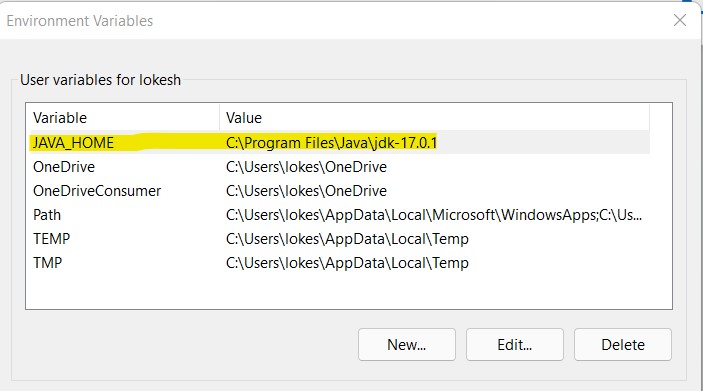 Environment Variables
User variables for lokesh
Variable Value
JAVA_HOME C:\Program Files\Java\jdk-17.0.1
OneDrive C:\Users\lokes\OneDrive
OneDriveConsumer C:\Users\lokes\OneDrive
Path C:\Users\lokes\AppData\Local\Microsoft\WindowsApps;C:\Us...
TEMP C:\Users\lokes\AppData\Local\Temp
TMP C:\Users\lokes\AppData\Local\Temp
New... Edit... Delete